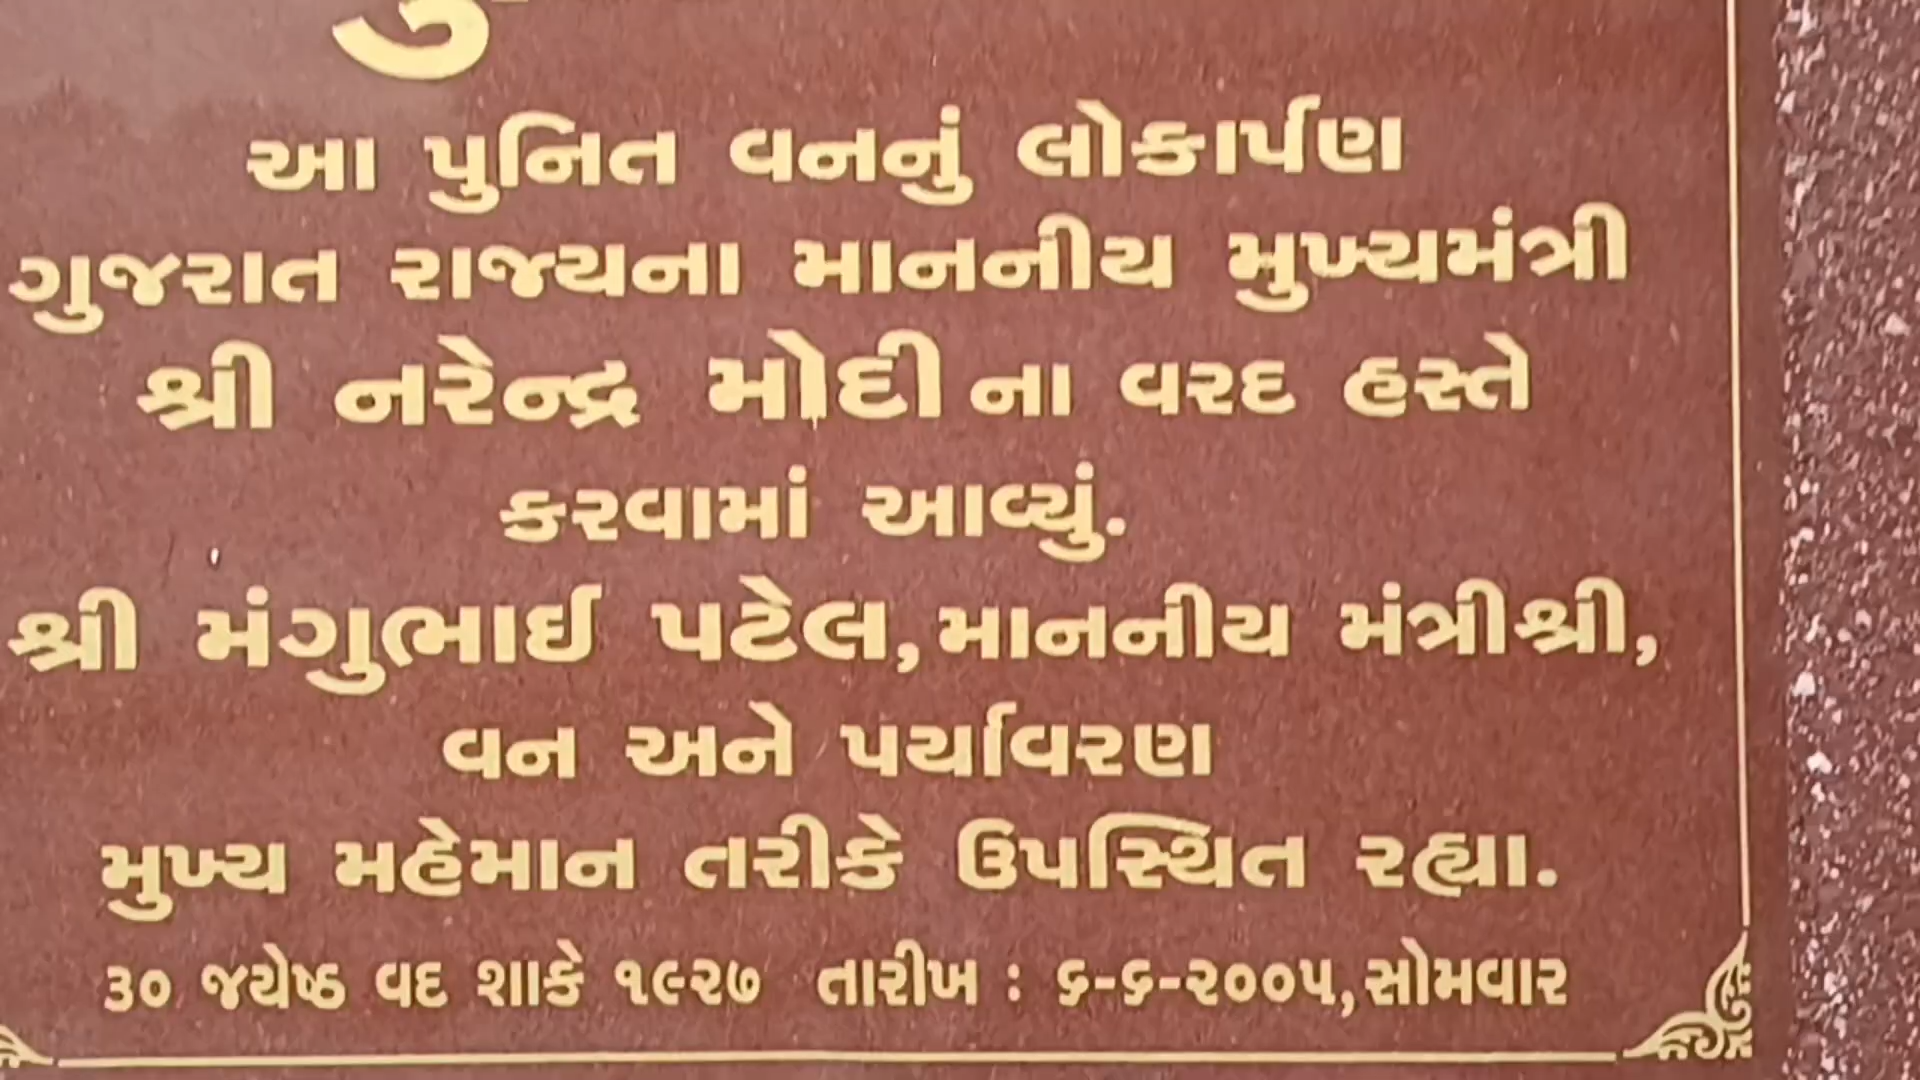 આ પુનિત વનનું લોકાર્પણ
ગુજરાત રાજ્યના માનનીય મુખ્યમંત્રી
શ્રી નરેન્દ્ર મોદી ના વરદ હસ્તે
કરવામાં આવ્યું.
શ્રી મંગુભાઈ પટેલ, માનનીય મંત્રીશ્રી,
વન અને પર્યાવરણ
મુખ્ય મહેમાન તરીકે ઉપસ્થિત રહ્યા.
૩૦ જયેષ્ઠ વદ શાકે ૧૯૨૭ તારીખ : ૬-૬-૨૦૦૫, સોમવાર